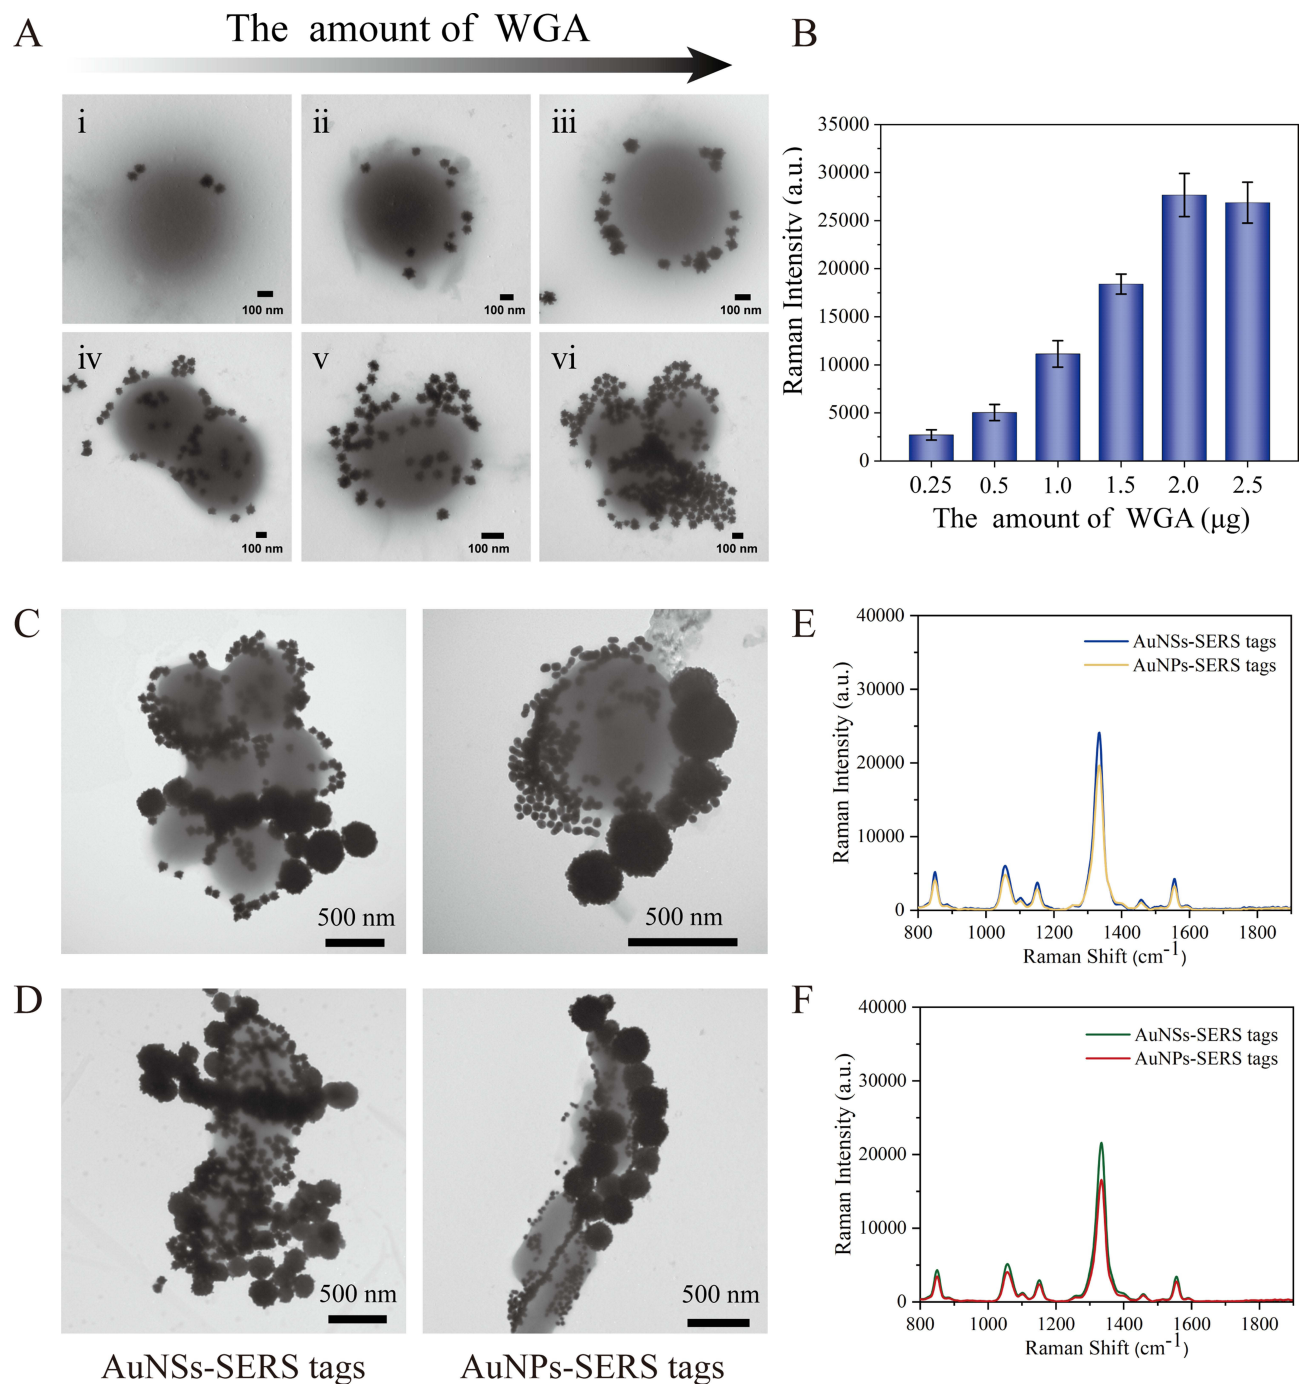 A
The amount of WGA
i
ii
iii
100 nm
100 nm
100 nm
iv
v
vi
100 nm
100 nm
100 nm
B
Raman Intensity (a.u.)
35000
30000
25000
20000
15000
10000
5000
0
0.25 0.5 1.0 1.5 2.0 2.5
The amount of WGA (μg)
C
500 nm
500 nm
E
Raman Intensity (a.u.)
40000
30000
20000
10000
0
AuNSs-SERS tags
AuNPs-SERS tags
800 1000 1200 1400 1600 1800
Raman Shift (cm-1)
D
500 nm
500 nm
AuNSs-SERS tags
AuNPs-SERS tags
F
Raman Intensity (a.u.)
40000
30000
20000
10000
0
AuNSs-SERS tags
AuNPs-SERS tags
800 1000 1200 1400 1600 1800
Raman Shift (cm-1)